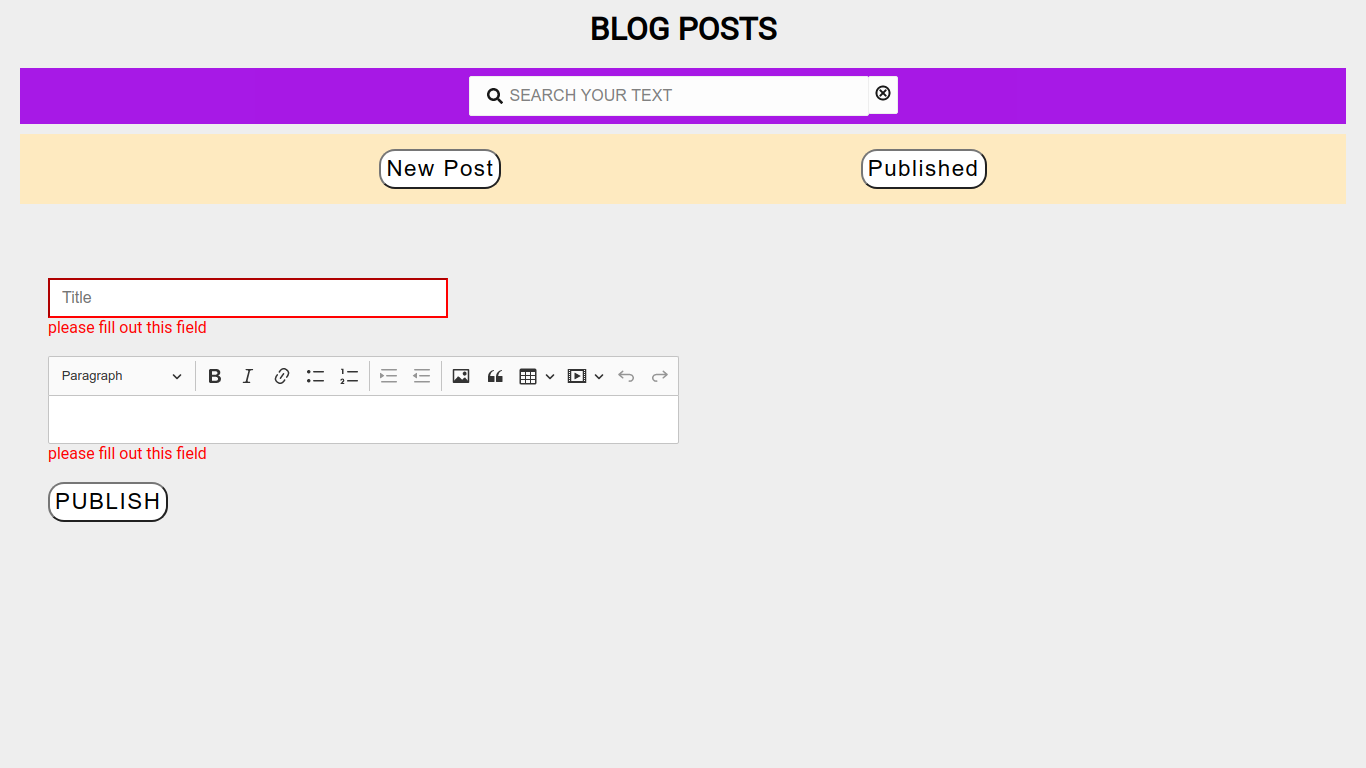 BLOG POSTS
SEARCH YOUR TEXT
New Post
Published
Title
please fill out this field
Paragraph
please fill out this field
PUBLISH